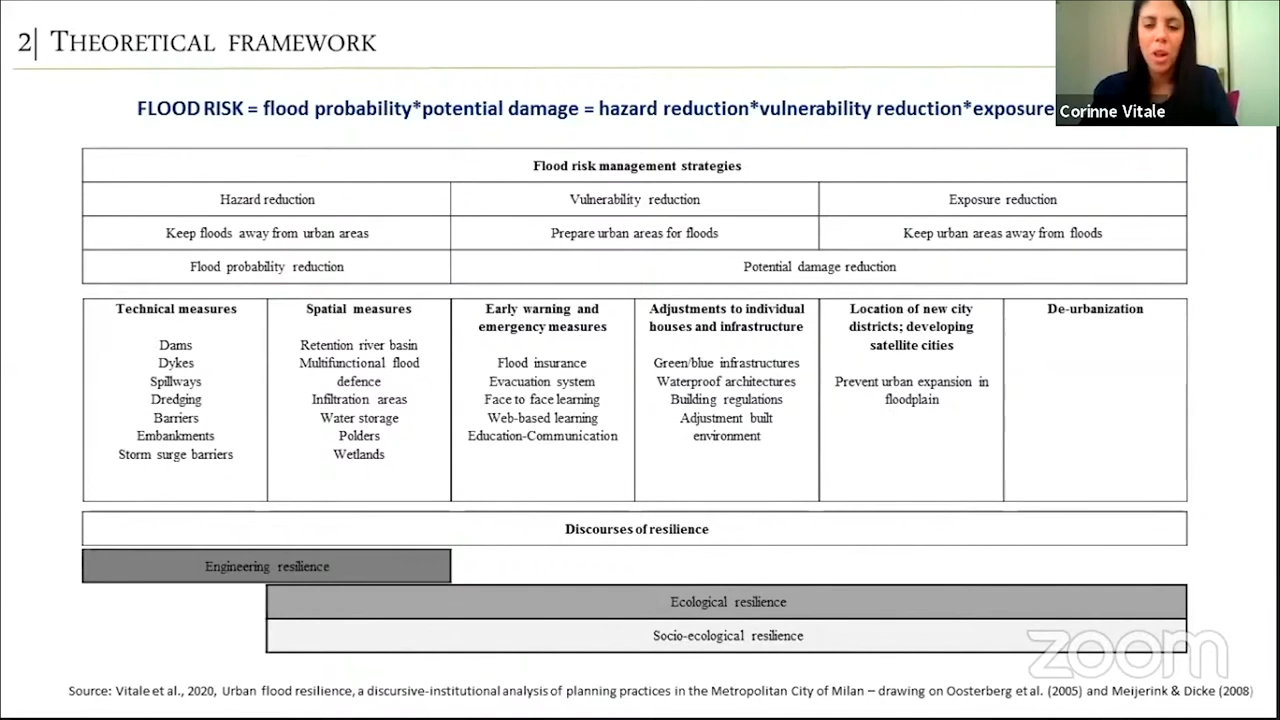 2| THEORETICAL FRAMEWORK
Corinne Vitale
FLOOD RISK = flood probability*potential damage = hazard reduction*vulnerability reduction*exposure
Flood risk management strategies
Hazard reduction
Vulnerability reduction
Exposure reduction
Keep floods away from urban areas
Prepare urban areas for floods
Keep urban areas away from floods
Flood probability reduction
Potential damage reduction
Technical measures
Dams
Dykes
Spillways
Dredging
Barriers
Embankments
Storm surge barriers
Spatial measures
Retention river basin
Multifunctional flood
defence
Infiltration areas
Water storage
Polders
Wetlands
Early warning and
emergency measures
Flood insurance
Evacuation system
Face to face learning
Web-based learning
Education-Communication
Adjustments to individual
houses and infrastructure
Green/blue infrastructures
Waterproof architectures
Building regulations
Adjustment built
environment
Location of new city
districts; developing
satellite cities
Prevent urban expansion in
floodplain
De-urbanization
Discourses of resilience
Engineering resilience
Ecological resilience
Socio-ecological resilience
zoom
Source: Vitale et al., 2020, Urban flood resilience, a discursive-institutional analysis of planning practices in the Metropolitan City of Milan – drawing on Oosterberg et al. (2005) and Meijerink & Dicke (2008)